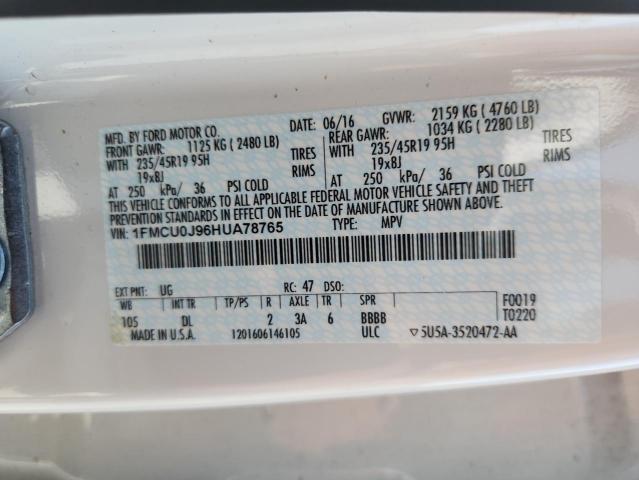 MFD. BY FORD MOTOR CO. DATE: 06/16 GVWR: 2159 KG ( 4760 LB)
FRONT GAWR: 1125 KG ( 2480 LB) REAR GAWR: 1034 KG ( 2280 LB)
WITH 235/45R19 95H TIRES WITH 235/45R19 95H TIRES
19x8J RIMS 19x8J RIMS
AT 250 kPa/ 36 PSI COLD AT 250 kPa/ 36 PSI COLD
THIS VEHICLE CONFORMS TO ALL APPLICABLE FEDERAL MOTOR VEHICLE SAFETY AND THEFT
PREVENTION STANDARDS IN EFFECT ON THE DATE OF MANUFACTURE SHOWN ABOVE.
VIN: 1FMCU0J96HUA78765 TYPE: MPV
EXT PNT: UG RC: 47 DSO:
WB INT TR TP/PS R AXLE TR SPR F0019
105 DL 2 3A 6 BBBB T0220
MADE IN U.S.A. 1201606146105 ULC ▽5U5A-3520472-AA